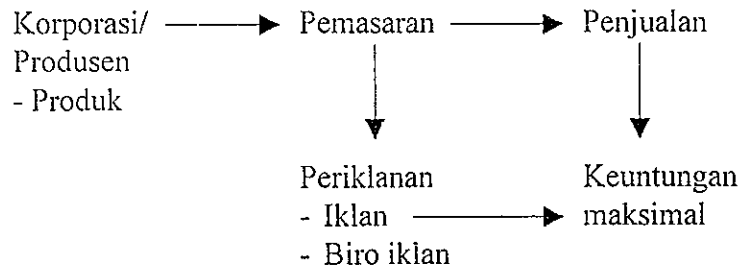 Korporasi/
Produsen
- Produk
Pemasaran
Penjualan
Periklanan
- Iklan
- Biro iklan
Keuntungan
maksimal